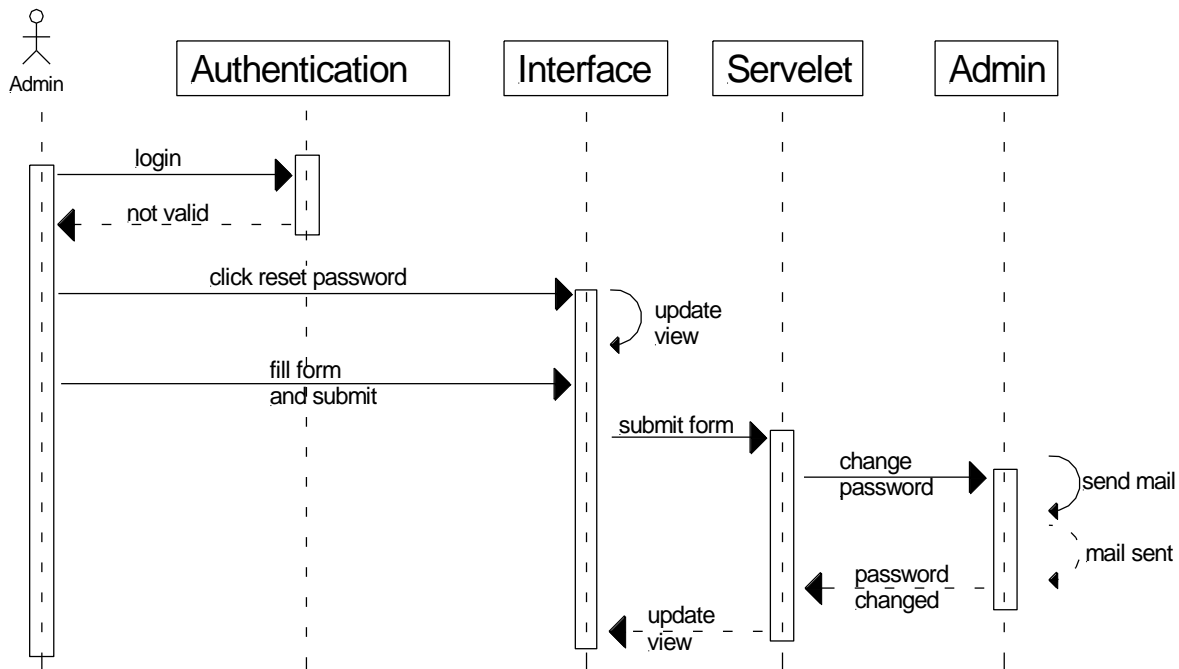 Admin
Authentication
Interface
Servelet
Admin
login
not valid
click reset password
update
view
fill form
and submit
submit form
change
password
send mail
mail sent
password
changed
update
view